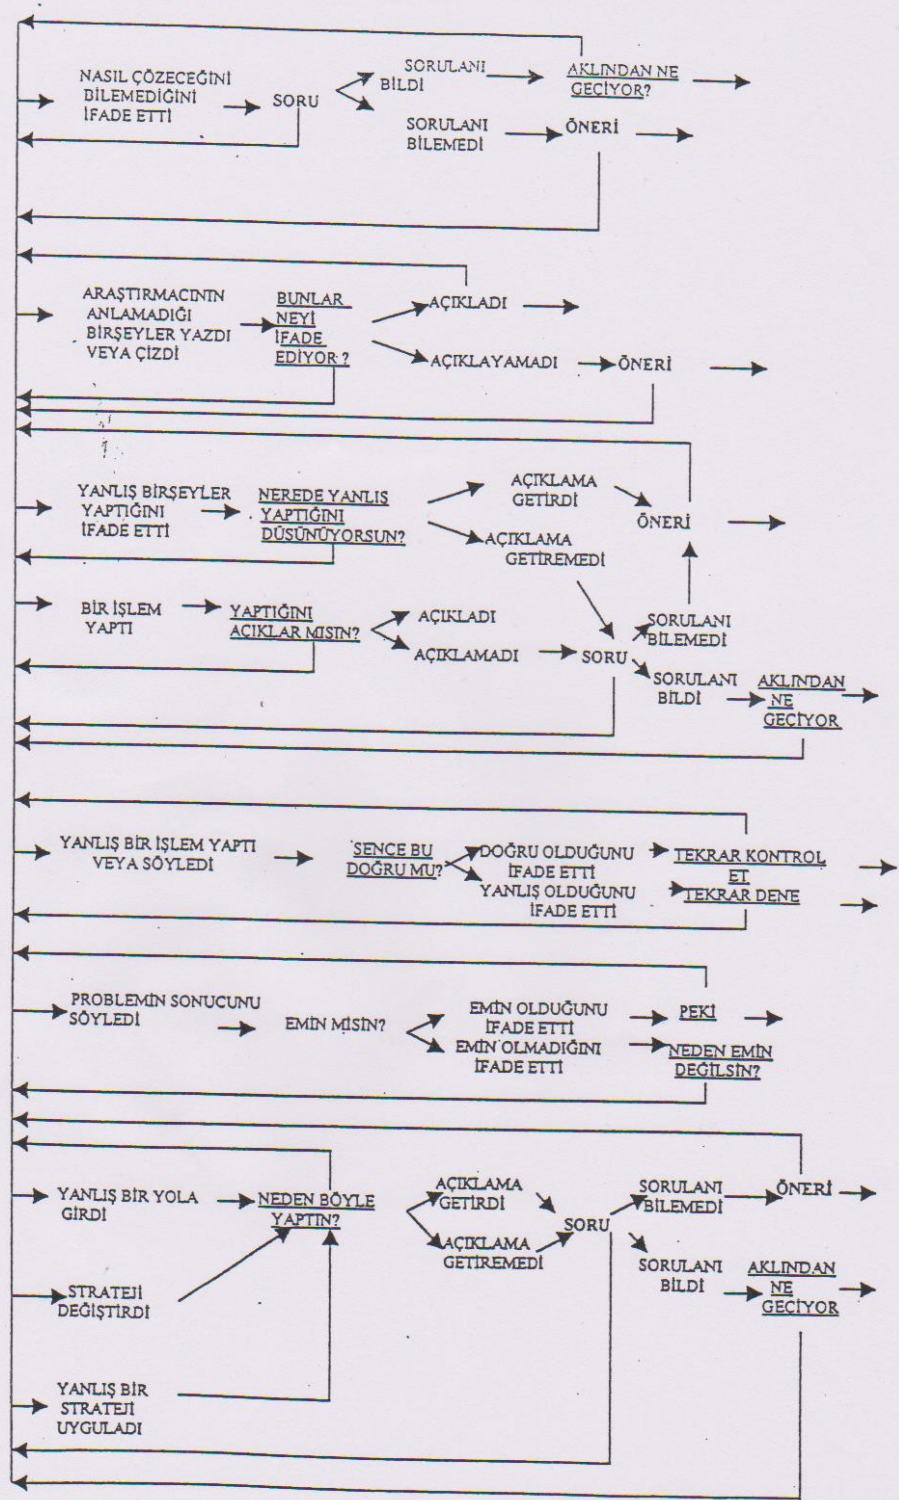 NASIL ÇÖZECEĞİNİ
BİLEMEDİĞİNİ
İFADE ETTİ
SORU
SORULANI
BİLDİ
AKLINDAN NE
GEÇİYOR?
SORULANI
BİLEMEDİ
ÖNERİ
ARAŞTIRMACININ
ANLAMADIĞI
BİRŞEYLER YAZDI
VEYA ÇİZDİ
BUNLAR
NEYİ
İFADE
EDİYOR ?
AÇIKLADI
AÇIKLAYAMADI
ÖNERİ
YANLIŞ BİRŞEYLER
YAPTIĞINI
İFADE ETTİ
NEREDE YANLIS
YAPTIĞINI
DÜSÜNÜYORSUN?
AÇIKLAMA
GETİRDİ
AÇIKLAMA
GETİREMEDİ
ÖNERİ
BİR İŞLEM
YAPTI
YAPTIĞINI
AÇIKLAR MISIN?
AÇIKLADI
AÇIKLAMADI
SORU
SORULANI
BİLEMEDİ
SORULANI
BİLDİ
AKLINDAN
NE
GEÇİYOR
YANLIŞ BİR İŞLEM YAPTI
VEYA SÖYLEDİ
SENCE BU
DOĞRU MU?
DOĞRU OLDUĞUNU
İFADE ETTİ
YANLIŞ OLDUĞUNU
İFADE ETTİ
TEKRAR KONTROL
ET
TEKRAR DENE
PROBLEMİN SONUCUNU
SÖYLEDİ
EMİN MİSİN?
EMİN OLDUĞUNU
İFADE ETTİ
EMİN OLMADIĞINI
İFADE ETTİ
PEKİ
NEDEN EMİN
DEĞİLSİN?
YANLIŞ BİR YOLA
GİRDİ
NEDEN BÖYLE
YAPTIN?
AÇIKLAMA
GETİRDİ
AÇIKLAMA
GETİREMEDİ
SORU
SORULANI
BİLEMEDİ
ÖNERİ
SORULANI
BİLDİ
AKLINDAN
NE
GEÇİYOR
STRATEJİ
DEĞİŞTİRDİ
YANLIŞ BİR
STRATEJİ
UYGULADI